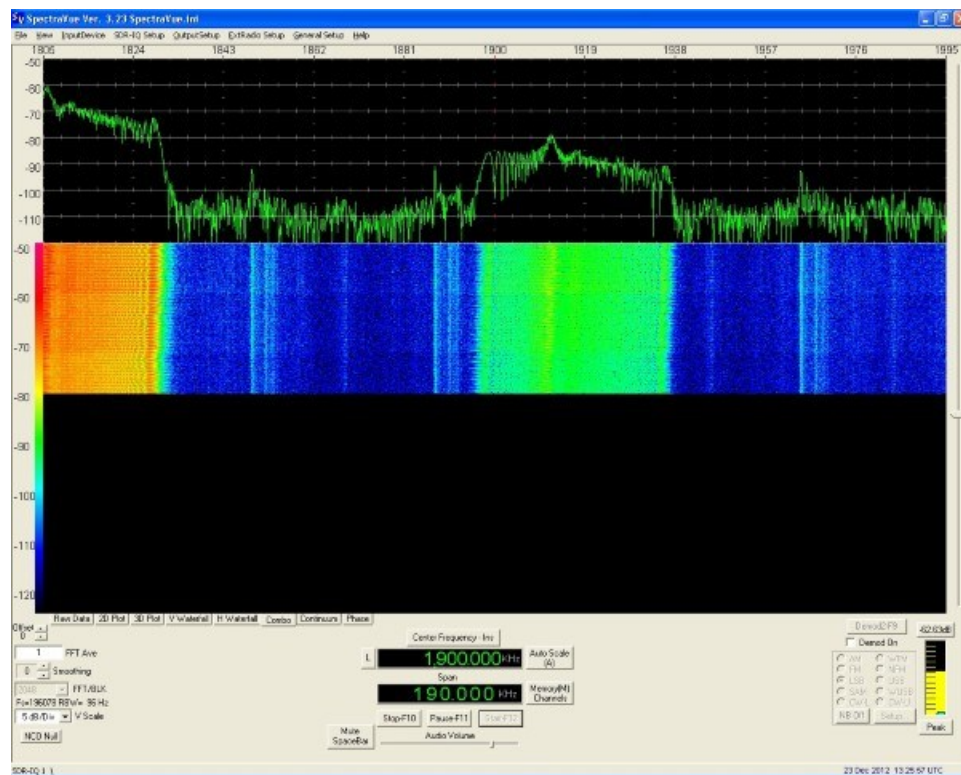 SpectraVue Ver. 3.23 SpectraVue.ini
File View InputDevice SDR-IQ Setup OutputSetup ExtRadio Setup General Setup Help
1805 1824 1843 1862 1881 1900 1919 1938 1957 1976 1995
-50
-60
-70
-80
-90
-100
-110
-50
-60
-70
-80
-90
-100
-110
-120
Raw Data 2D Plot 3D Plot V Waterfall H Waterfall Combo Continuum Phase
Offset
0
1 FFT Ave
0 Smoothing
2048 FFT/BLK
Fs=196078 RBW= 96 Hz
5 dB/Div V Scale
NCO Null
Center Frequency - Ins
L 1,900.000 KHz Auto Scale (A)
Span
190.000 KHz Memory(M) Channels
Stop-F10 Pause-F11 Start-F12
Mute SpaceBar
Audio Volume
Demod2-F9
Demod On
AM WFM
FM NFM
LSB USB
SAM WUSB
CWL CWU
NB Off Setup...
-62.63dB
Peak
SDR-IQ 1 1
23 Dec 2012 13:25:57 UTC